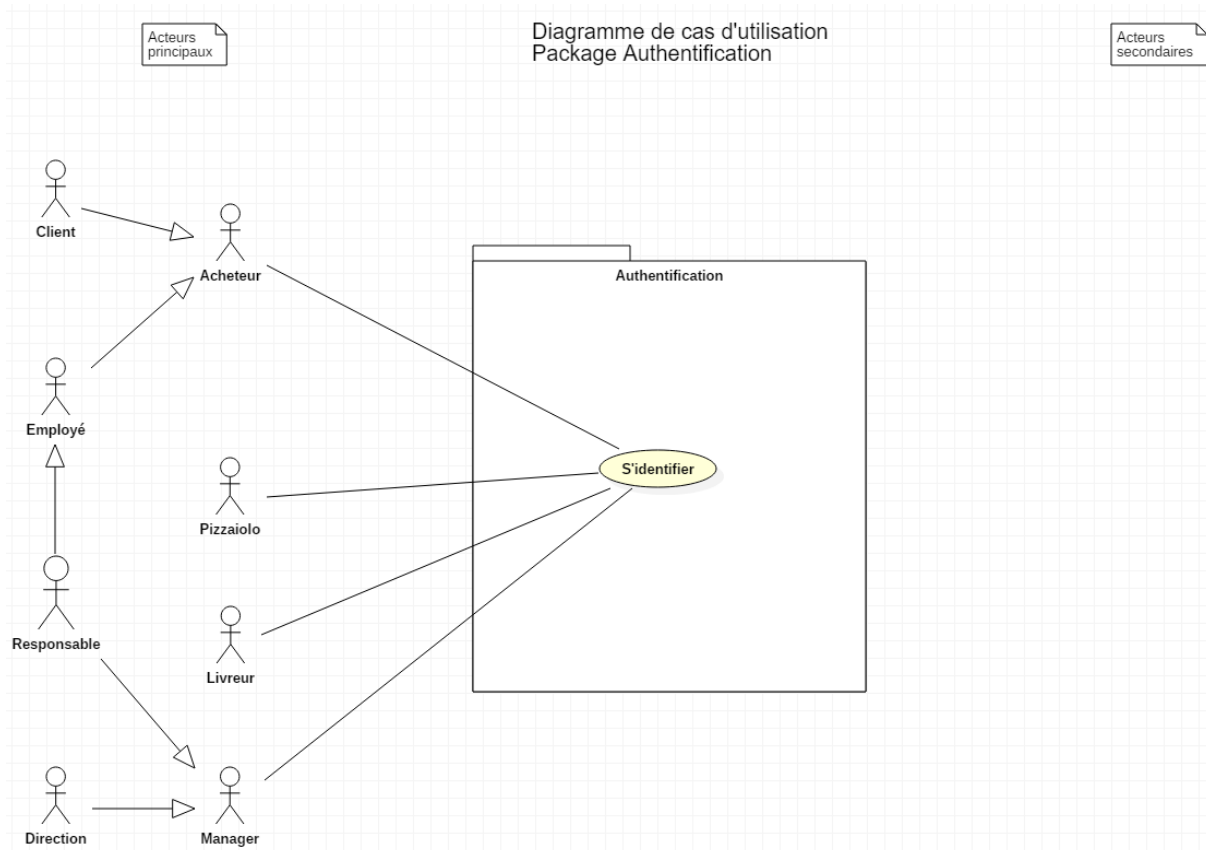 Acteurs
principaux
Diagramme de cas d'utilisation
Package Authentification
Acteurs
secondaires
Client
Acheteur
Authentification
Employé
S'identifier
Pizzaiolo
Responsable
Livreur
Direction
Manager